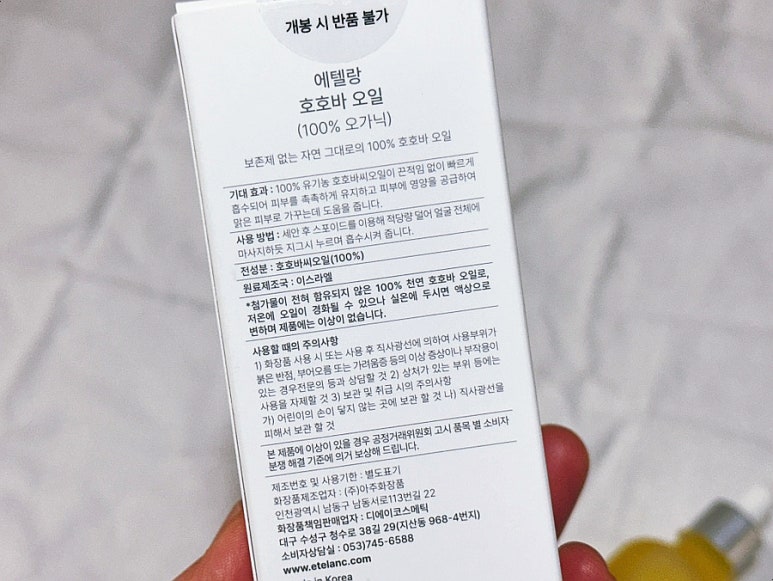 개봉 시 반품 불가
에텔랑
호호바 오일
(100% 오가닉)
보존제 없는 자연 그대로의 100% 호호바 오일
기대 효과 : 100% 유기농 호호바씨오일이 끈적임 없이 빠르게
흡수되어 피부를 촉촉하게 유지하고 피부에 영양을 공급하여
맑은 피부로 가꾸는데 도움을 줍니다.
사용 방법 : 세안 후 스포이드를 이용해 적당량 덜어 얼굴 전체에
마사지하듯 지그시 누르며 흡수시켜 줍니다.
전성분 : 호호바씨오일(100%)
원료제조국 : 이스라엘
*첨가물이 전혀 함유되지 않은 100% 천연 호호바 오일로,
저온에 오일이 경화될 수 있으나 실온에 두시면 액상으로
변하며 제품에는 이상이 없습니다.
사용할 때의 주의사항
1) 화장품 사용 시 또는 사용 후 직사광선에 의하여 사용부위가
붉은 반점, 부어오름 또는 가려움증 등의 이상 증상이나 부작용이
있는 경우 전문의 등과 상담할 것 2) 상처가 있는 부위 등에는
사용을 자제할 것 3) 보관 및 취급 시의 주의사항
가) 어린이의 손이 닿지 않는 곳에 보관 할 것 나) 직사광선을
피해서 보관 할 것
본 제품에 이상이 있을 경우 공정거래위원회 고시 품목 별 소비자
분쟁 해결 기준에 의거 보상해 드립니다.
제조번호 및 사용기한 : 별도표기
화장품제조업자 : (주)아주화장품
인천광역시 남동구 남동서로113번길 22
화장품책임판매업자 : 디에이코스메틱
대구 수성구 청수로 38길 29(지산동 968-4번지)
소비자상담실 : 053)745-6588
www.etelanc.com
in Korea